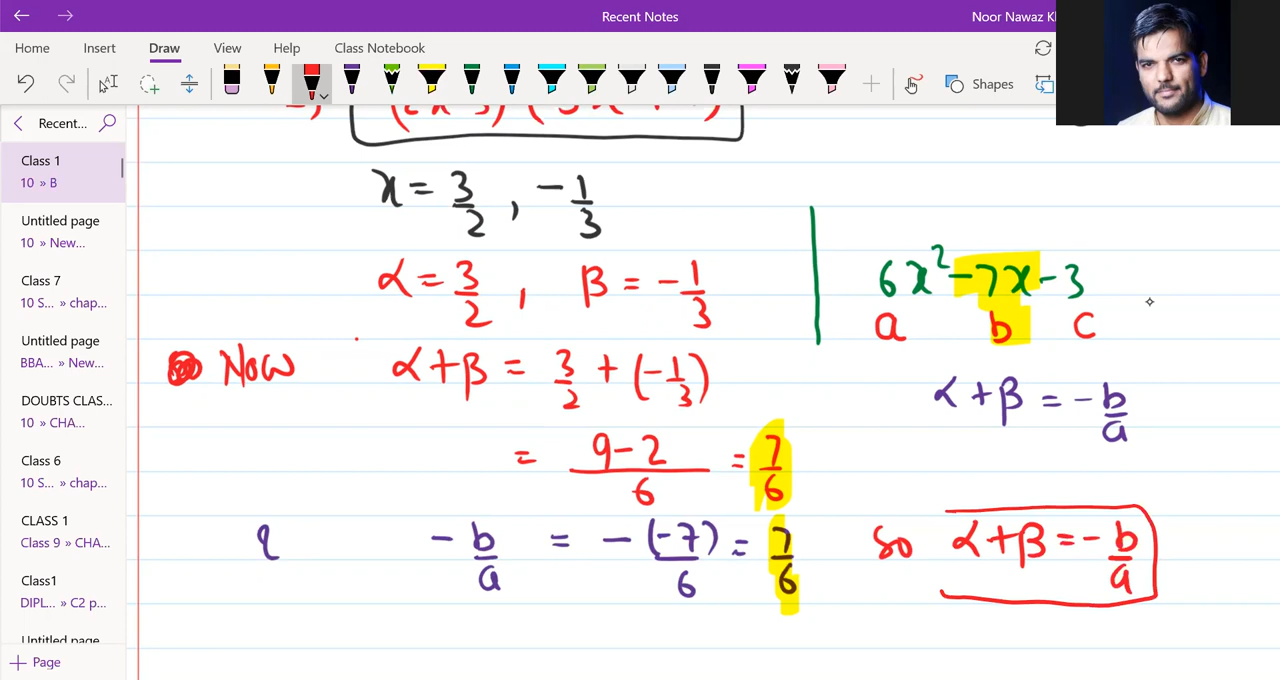 Recent Notes
Noor Nawaz Kh
Home Insert Draw View Help Class Notebook
Shapes
Recent...
Class 1
10 » B
Untitled page
10 » New...
Class 7
10 S... » chap...
Untitled page
BBA... » New...
DOUBTS CLAS...
10 » CHA...
Class 6
10 S... » chap...
CLASS 1
Class 9 » CHA...
Class1
DIPL... » C2 p...
Untitled page
Page
x = 3/2 , -1/3
α = 3/2 , β = -1/3
Now α+β = 3/2 + (-1/3)
= 9-2/6 = 7/6
-b/a = -(-7)/6 = 7/6
6x² - 7x - 3
a b c
α+β = -b/a
So α+β = -b/a